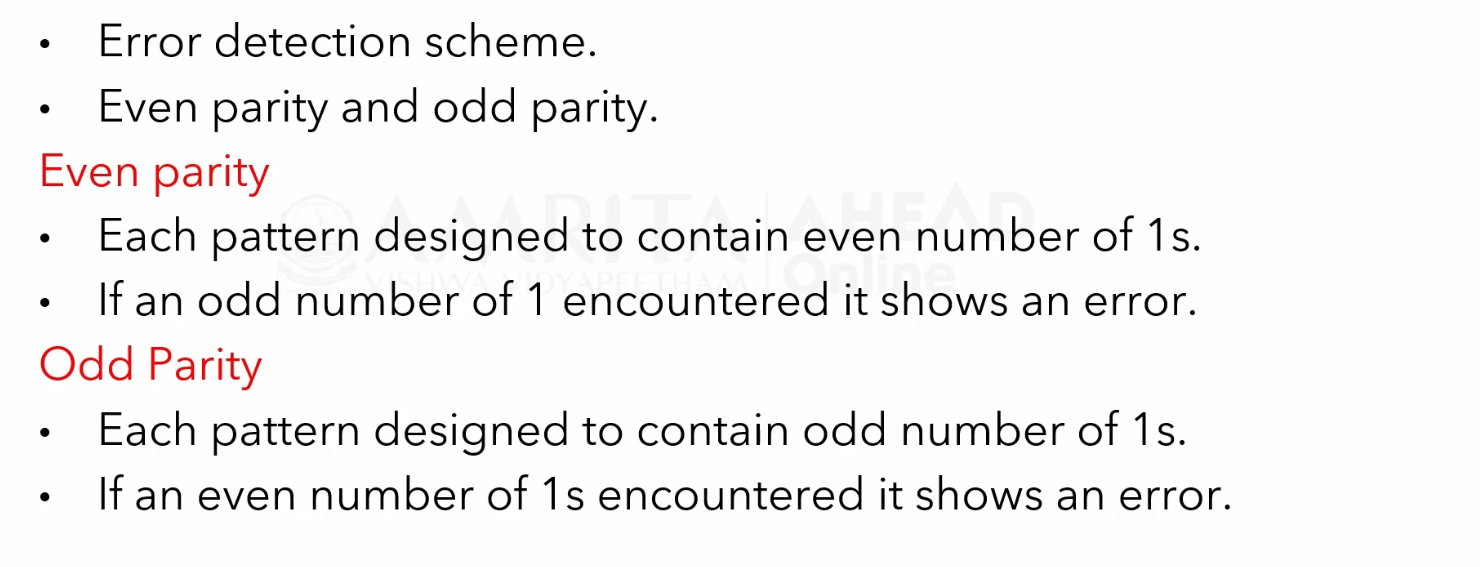 • Error detection scheme.
• Even parity and odd parity.
Even parity
AMRITA AHEAD
• Each pattern designed to contain even number of 1s.
VISHWA VIDYAPEETHAM Online
• If an odd number of 1 encountered it shows an error.
Odd Parity
• Each pattern designed to contain odd number of 1s.
• If an even number of 1s encountered it shows an error.